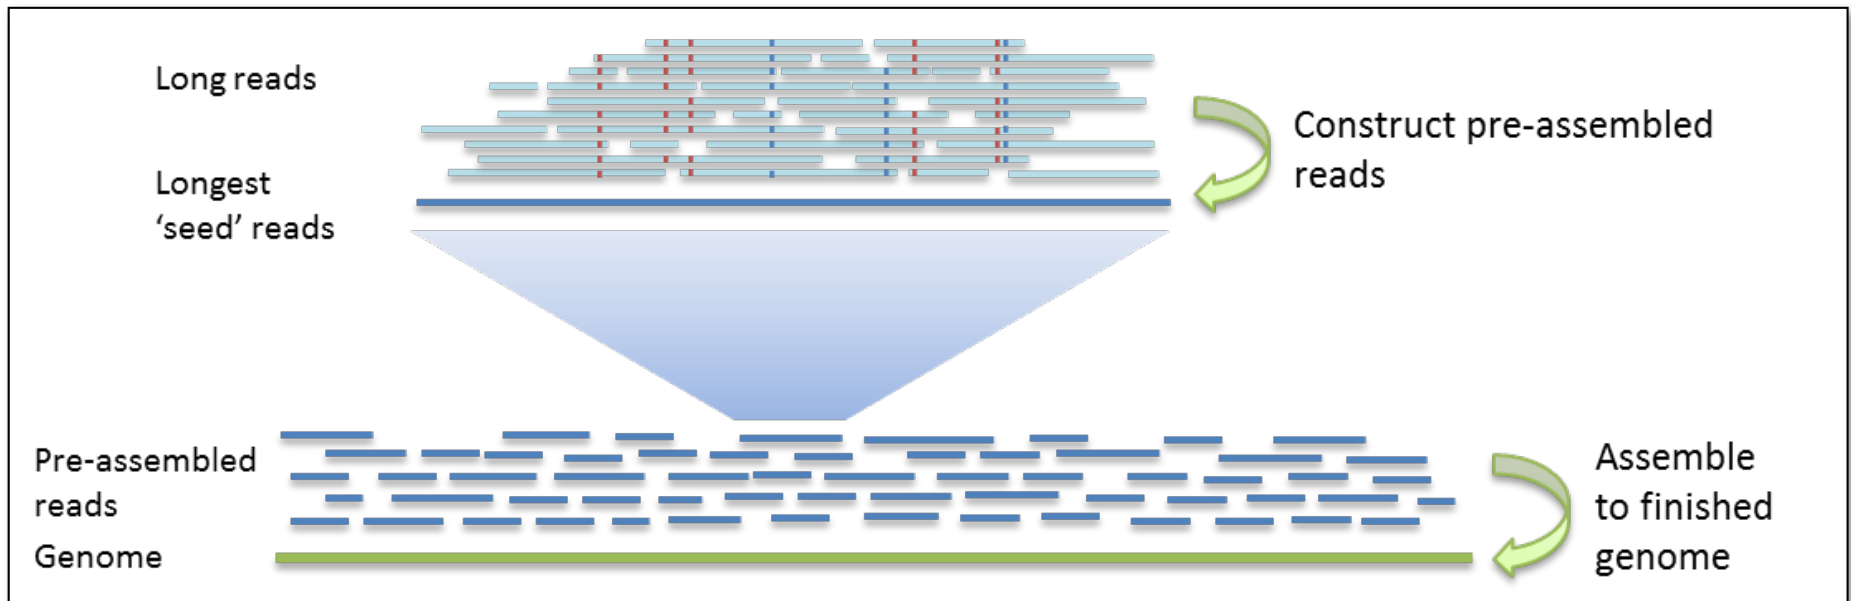 Long reads
Longest
‘seed’ reads
Construct pre-assembled
reads
Pre-assembled
reads
Genome
Assemble
to finished
genome